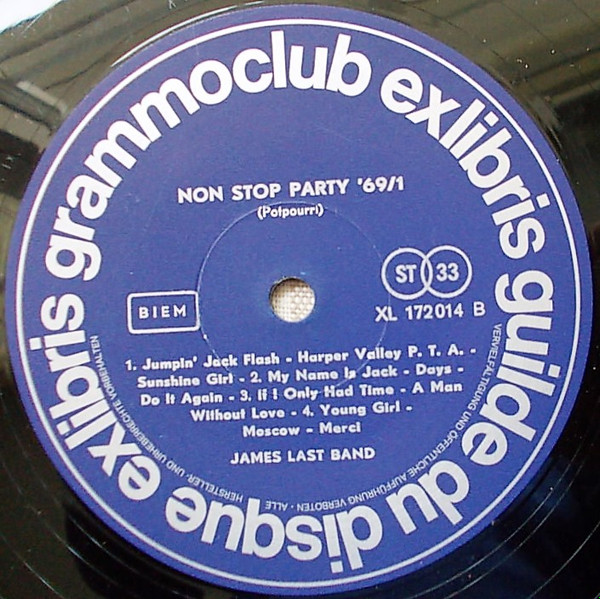 grammoclub exlibris guilde du disque exlibris
NON STOP PARTY '69/1
(Potpourri)
ST 33
BIEM
XL 172014 B
1. Jumpin' Jack Flash - Harper Valley P. T. A. -
Sunshine Girl - 2. My Name Is Jack - Days -
Do It Again - 3. If I Only Had Time - A Man
Without Love - 4. Young Girl -
Moscow - Merci
JAMES LAST BAND
ALLE HERSTELLER- UND URHEBERRECHTE VORBEHALTEN
VERVIELFÄLTIGUNG UND ÖFFENTLICHE AUFFÜHRUNG VERBOTEN ·